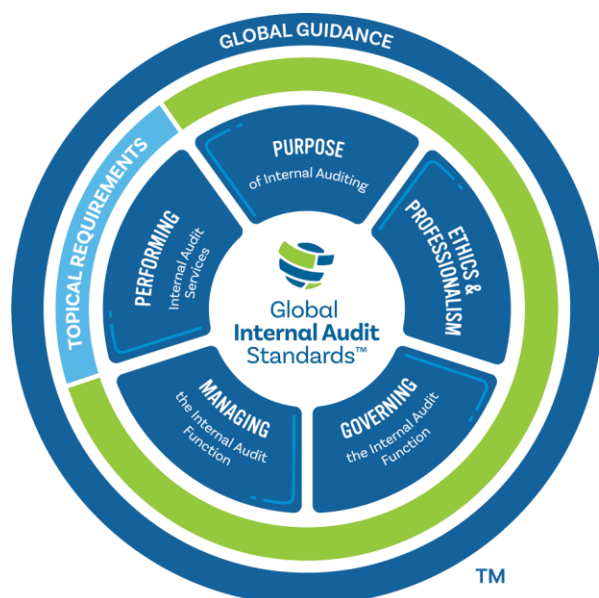 GLOBAL GUIDANCE
TOPICAL REQUIREMENTS
PURPOSE
of Internal Auditing
ETHICS &
PROFESSIONALISM
GOVERNING
the Internal Audit
Function
MANAGING
the Internal Audit
Function
PERFORMING
Internal Audit
Services
Global
Internal Audit
Standards™
TM